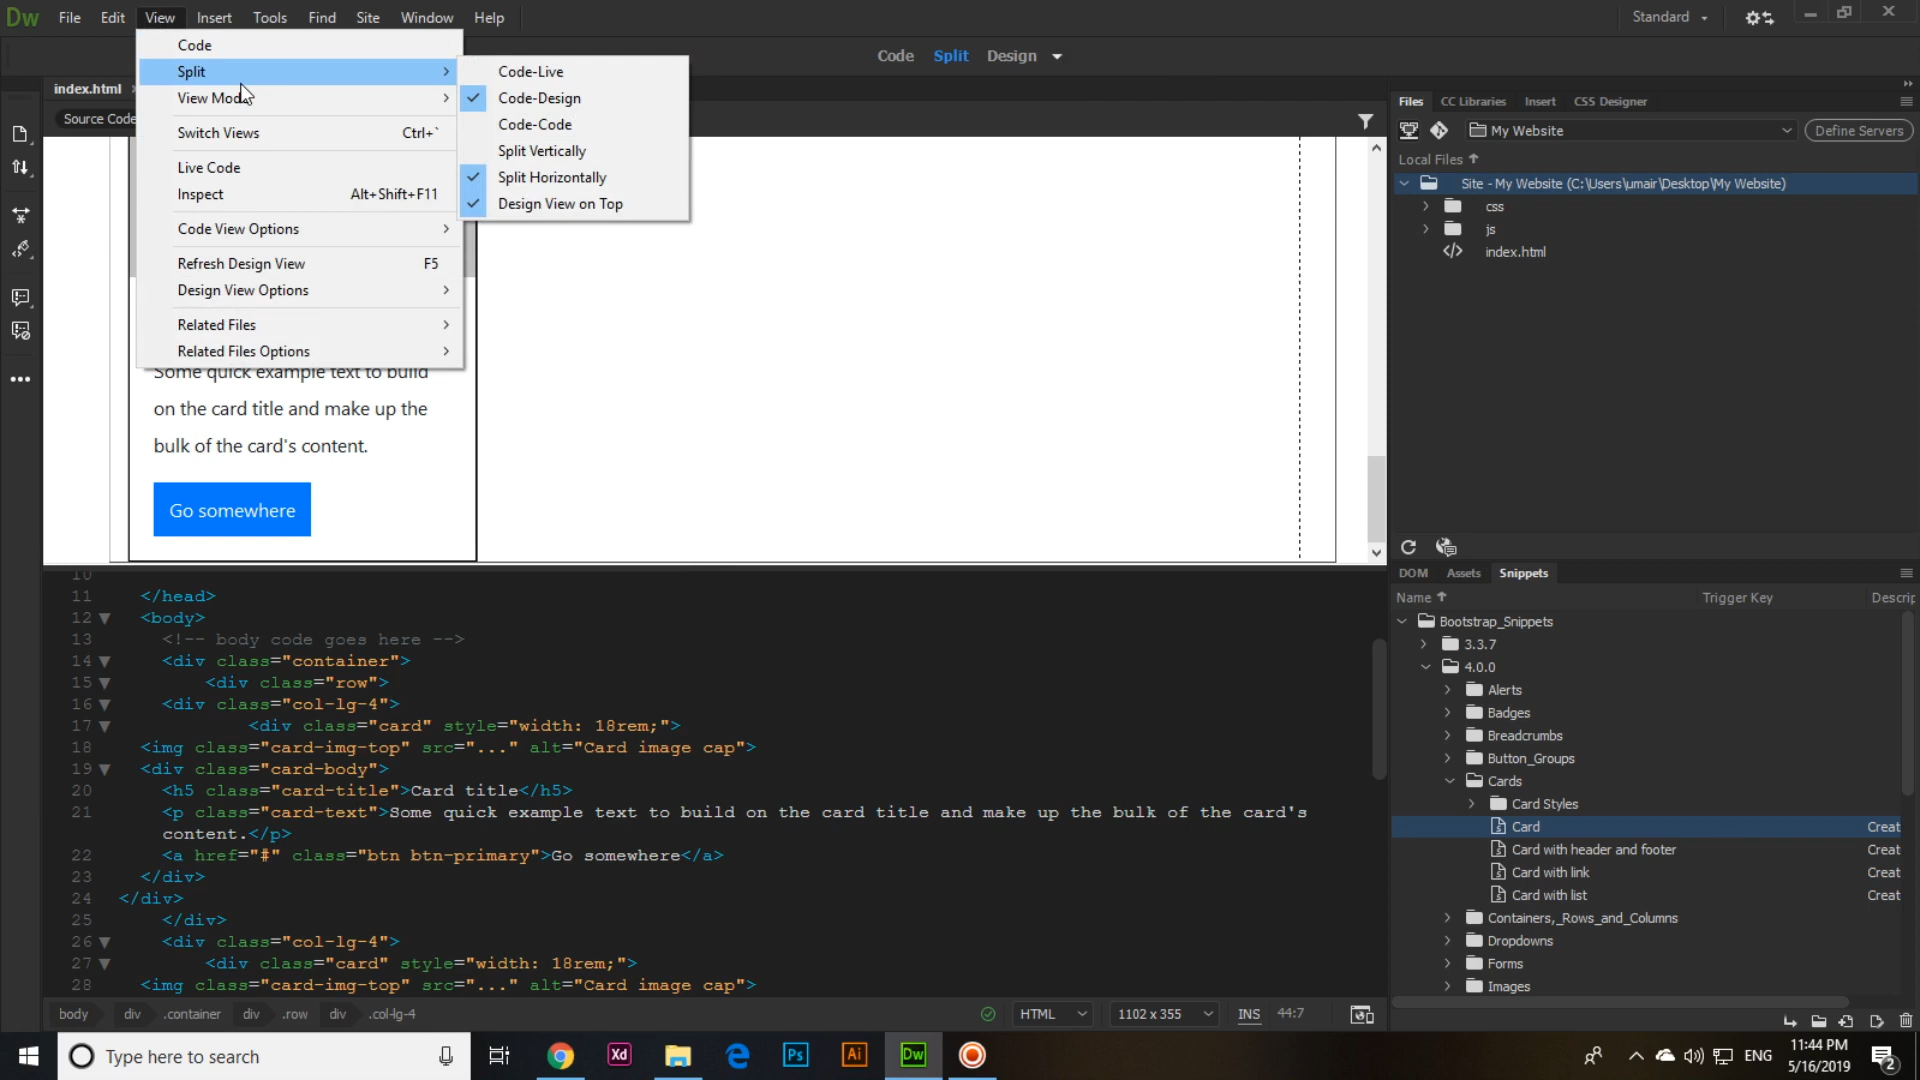 Dw File Edit View Insert Tools Find Site Window Help Standard
Code Split Design
Code
Split
View Mod
Switch Views Ctrl+`
Live Code
Inspect Alt+Shift+F11
Code View Options
Refresh Design View F5
Design View Options
Related Files
Related Files Options
Code-Live
Code-Design
Code-Code
Split Vertically
Split Horizontally
Design View on Top
index.html
Source Code
Some quick example text to build
on the card title and make up the
bulk of the card's content.
Go somewhere
10
11 </head>
12 <body>
13 <!-- body code goes here -->
14 <div class="container">
15 <div class="row">
16 <div class="col-lg-4">
17 <div class="card" style="width: 18rem;">
18 <img class="card-img-top" src="..." alt="Card image cap">
19 <div class="card-body">
20 <h5 class="card-title">Card title</h5>
21 <p class="card-text">Some quick example text to build on the card title and make up the bulk of the card's
content.</p>
22 <a href="#" class="btn btn-primary">Go somewhere</a>
23 </div>
24 </div>
25 </div>
26 <div class="col-lg-4">
27 <div class="card" style="width: 18rem;">
28 <img class="card-img-top" src="..." alt="Card image cap">
body div .container div .row div .col-lg-4 HTML 1102 x 355 INS 44:7
Files CC Libraries Insert CSS Designer
My Website Define Servers
Local Files
Site - My Website (C:\Users\umair\Desktop\My Website)
css
js
index.html
DOM Assets Snippets
Name Trigger Key Descrip
Bootstrap_Snippets
3.3.7
4.0.0
Alerts
Badges
Breadcrumbs
Button_Groups
Cards
Card Styles
Card Creat
Card with header and footer Creat
Card with link Creat
Card with list Creat
Containers,_Rows_and_Columns
Dropdowns
Forms
Images
Type here to search Xd Ps Ai Dw ENG 11:44 PM
5/16/2019 2